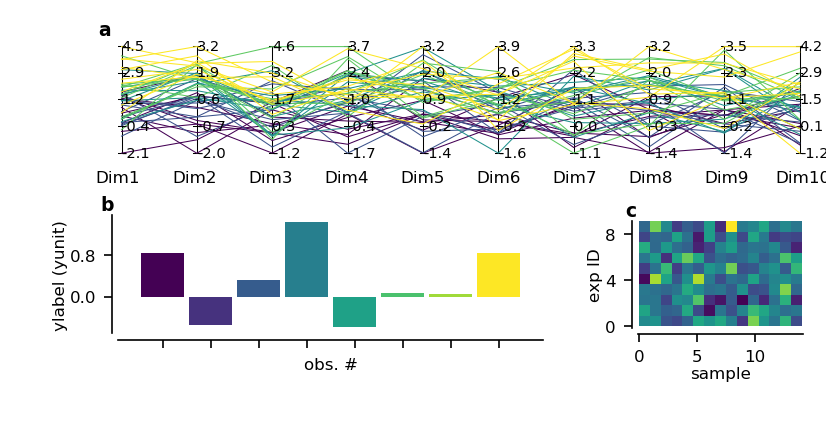 a
4.5 3.2 4.6 3.7 3.2 3.9 3.3 3.2 3.5 4.2
2.9 1.9 3.2 2.4 2.0 2.6 2.2 2.0 2.3 2.9
1.2 0.6 1.7 1.0 0.9 1.2 1.1 0.9 1.1 1.5
-0.4 -0.7 0.3 -0.4 -0.2 -0.2 -0.0 -0.3 -0.2 0.1
-2.1 -2.0 -1.2 -1.7 -1.4 -1.6 -1.1 -1.4 -1.4 -1.2
Dim1 Dim2 Dim3 Dim4 Dim5 Dim6 Dim7 Dim8 Dim9 Dim10
b
ylabel (yunit)
0.8
0.0
obs. #
c
exp ID
8
4
0
0 5 10
sample